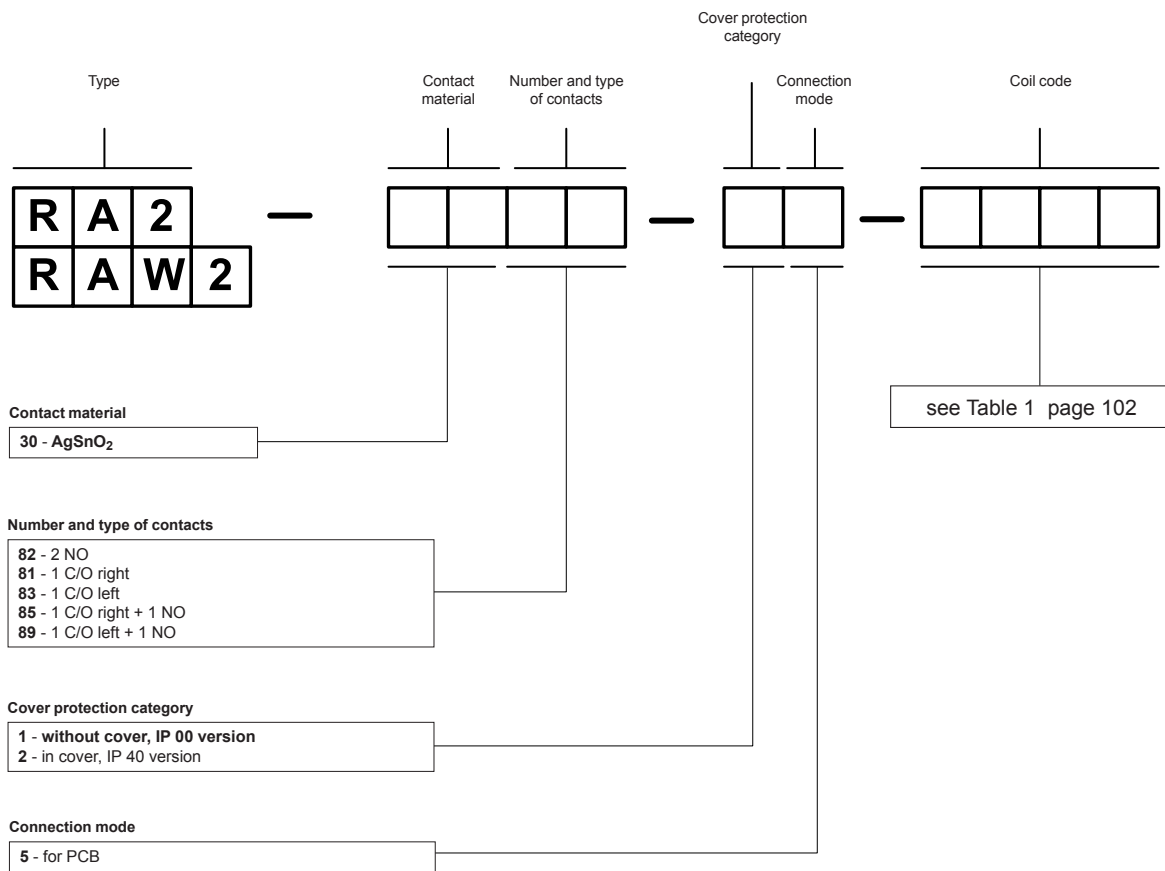 Cover protection
category
Type
Contact
material
Number and type
of contacts
Connection
mode
Coil code
R A 2
R A W 2
see Table 1 page 102
Contact material
30 - AgSnO₂
Number and type of contacts
82 - 2 NO
81 - 1 C/O right
83 - 1 C/O left
85 - 1 C/O right + 1 NO
89 - 1 C/O left + 1 NO
Cover protection category
1 - without cover, IP 00 version
2 - in cover, IP 40 version
Connection mode
5 - for PCB